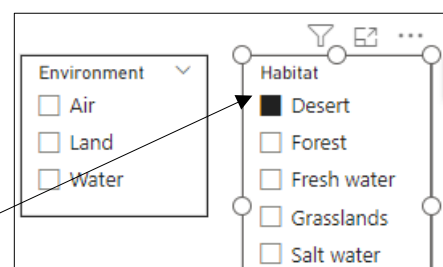 Environment
Air
Land
Water
Habitat
Desert
Forest
Fresh water
Grasslands
Salt water